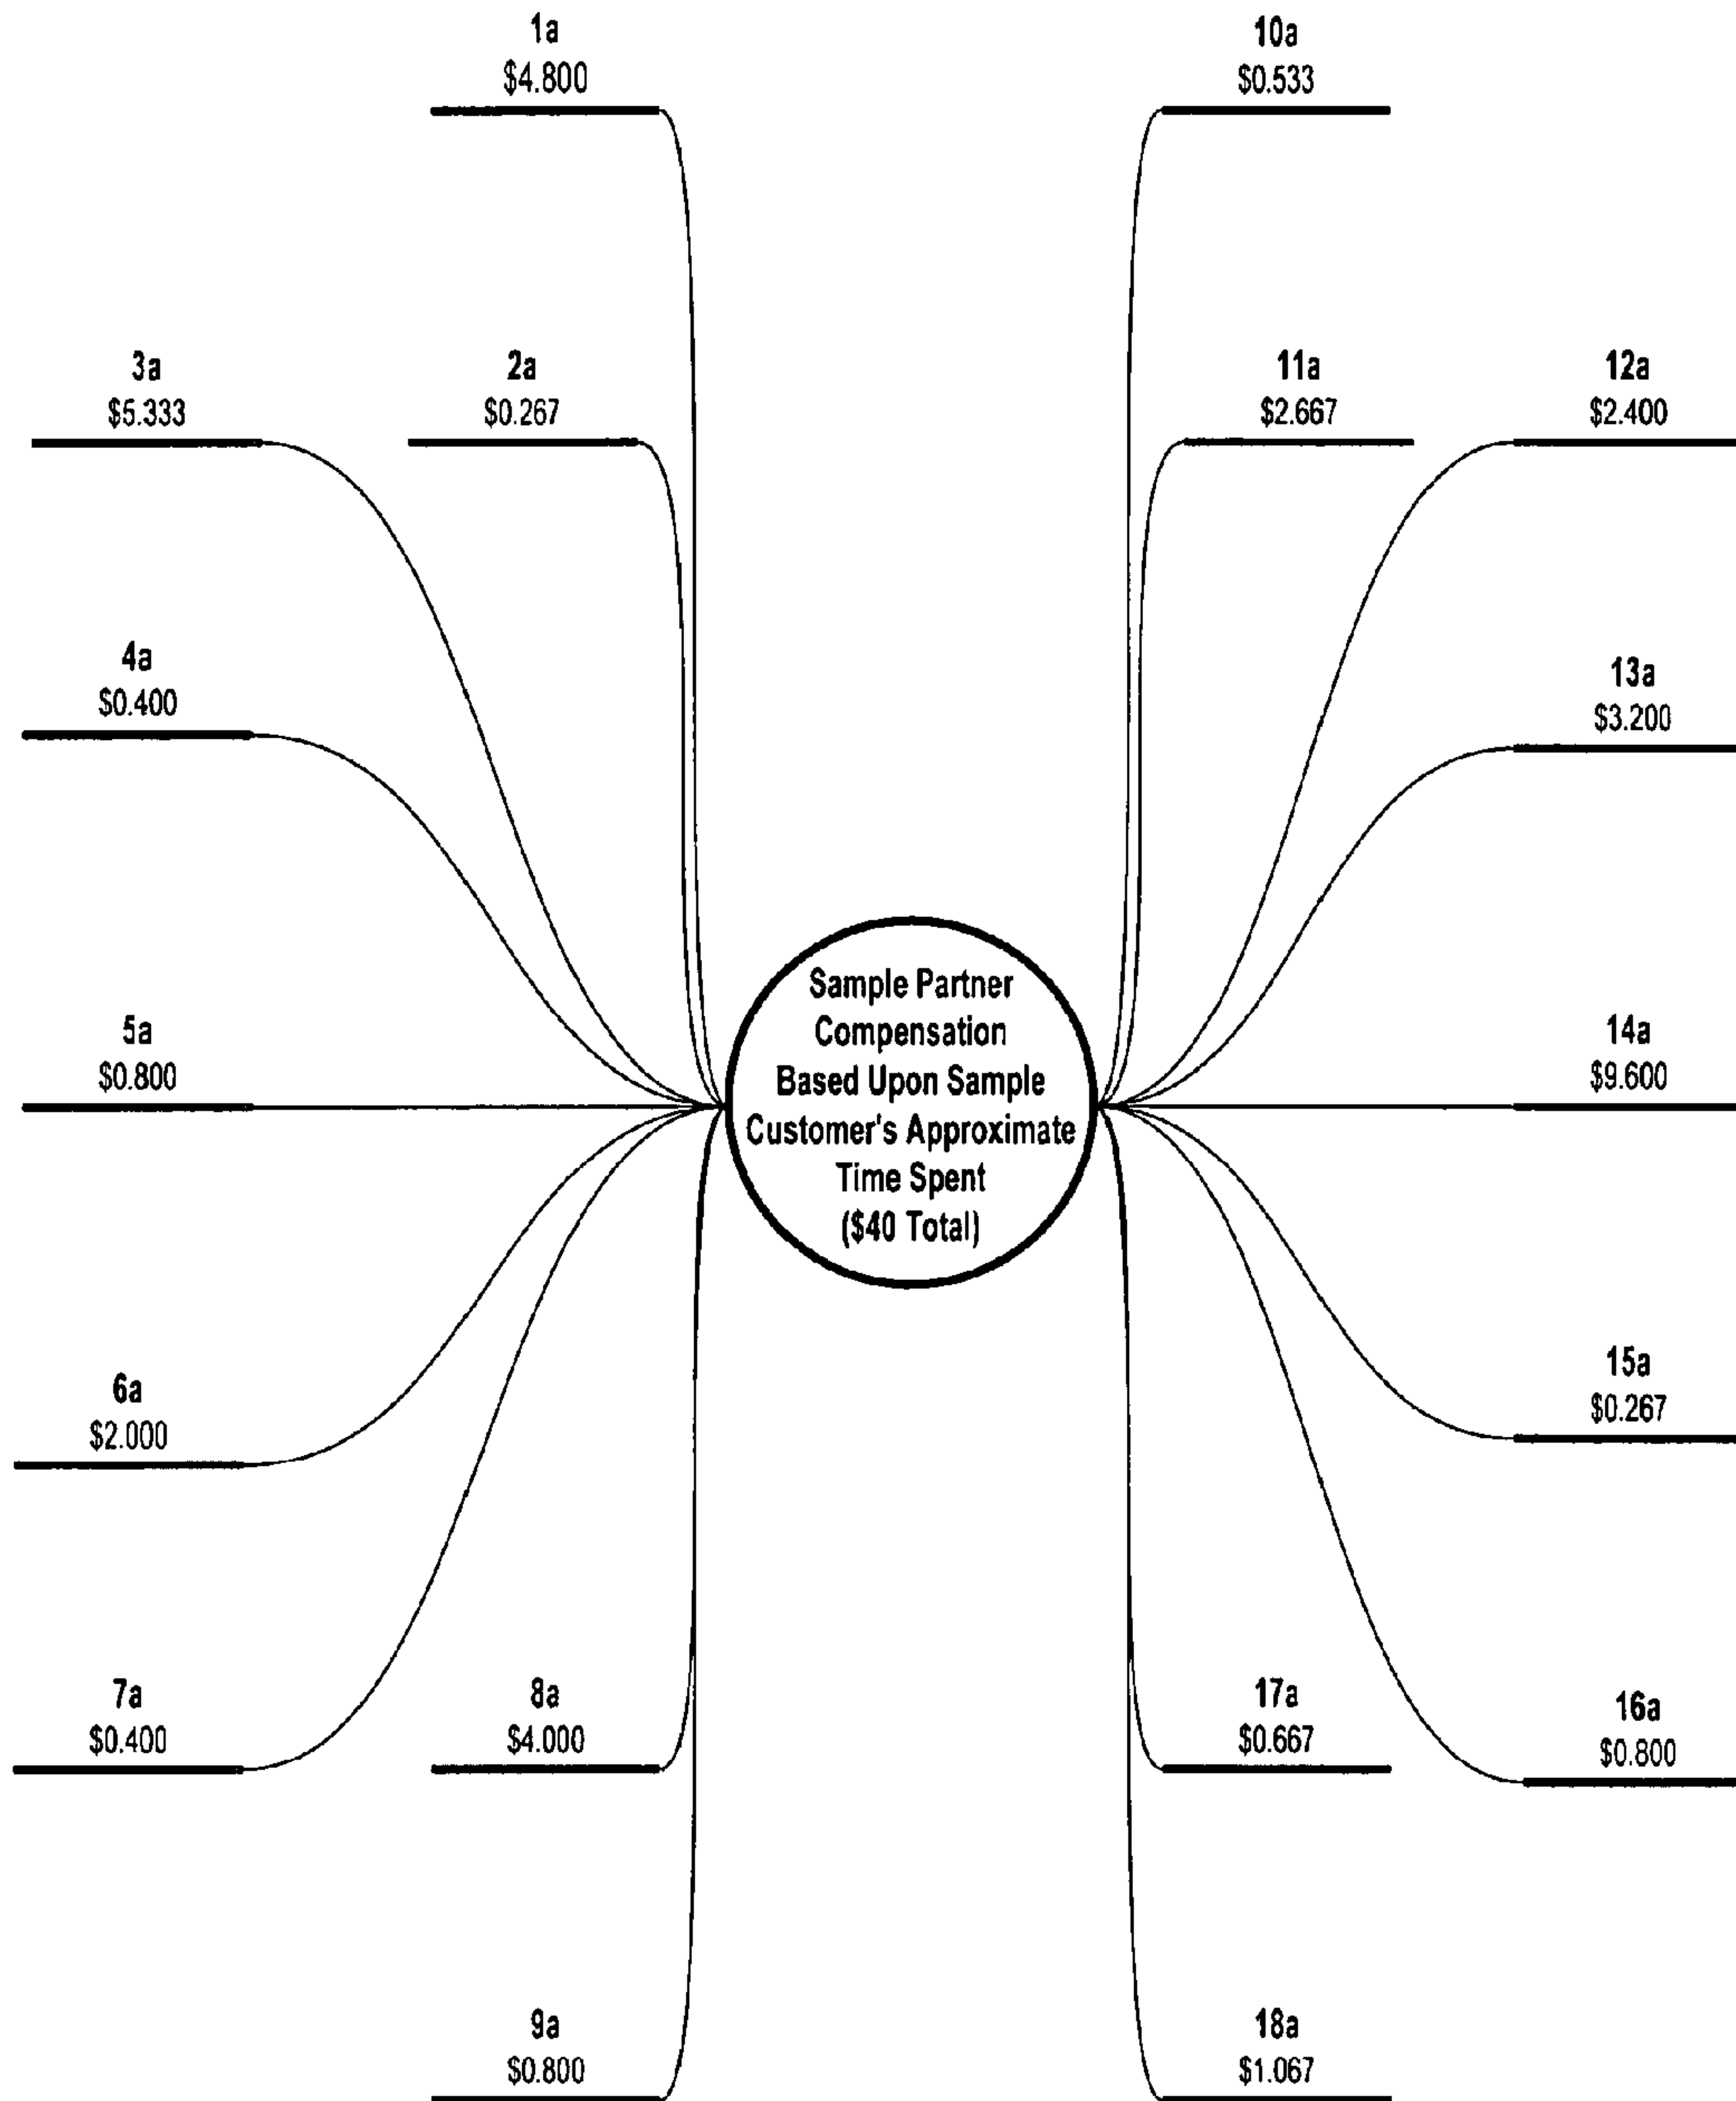 1a
$4.800
10a
$0.533
3a
$5.333
2a
$0.267
11a
$2.667
12a
$2.400
4a
$0.400
13a
$3.200
5a
$0.800
Sample Partner
Compensation
Based Upon Sample
Customer's Approximate
Time Spent
($40 Total)
14a
$9.600
6a
$2.000
15a
$0.267
7a
$0.400
8a
$4.000
17a
$0.667
16a
$0.800
9a
$0.800
18a
$1.067